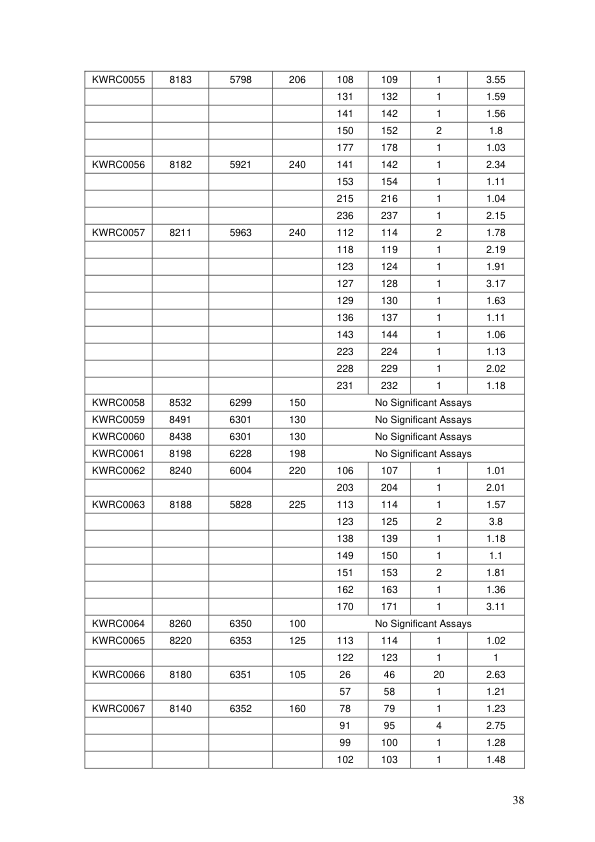 KWRC0055 8183 5798 206 108 109 1 3.55
131 132 1 1.59
141 142 1 1.56
150 152 2 1.8
177 178 1 1.03
KWRC0056 8182 5921 240 141 142 1 2.34
153 154 1 1.11
215 216 1 1.04
236 237 1 2.15
KWRC0057 8211 5963 240 112 114 2 1.78
118 119 1 2.19
123 124 1 1.91
127 128 1 3.17
129 130 1 1.63
136 137 1 1.11
143 144 1 1.06
223 224 1 1.13
228 229 1 2.02
231 232 1 1.18
KWRC0058 8532 6299 150 No Significant Assays
KWRC0059 8491 6301 130 No Significant Assays
KWRC0060 8438 6301 130 No Significant Assays
KWRC0061 8198 6228 198 No Significant Assays
KWRC0062 8240 6004 220 106 107 1 1.01
203 204 1 2.01
KWRC0063 8188 5828 225 113 114 1 1.57
123 125 2 3.8
138 139 1 1.18
149 150 1 1.1
151 153 2 1.81
162 163 1 1.36
170 171 1 3.11
KWRC0064 8260 6350 100 No Significant Assays
KWRC0065 8220 6353 125 113 114 1 1.02
122 123 1 1
KWRC0066 8180 6351 105 26 46 20 2.63
57 58 1 1.21
KWRC0067 8140 6352 160 78 79 1 1.23
91 95 4 2.75
99 100 1 1.28
102 103 1 1.48
38